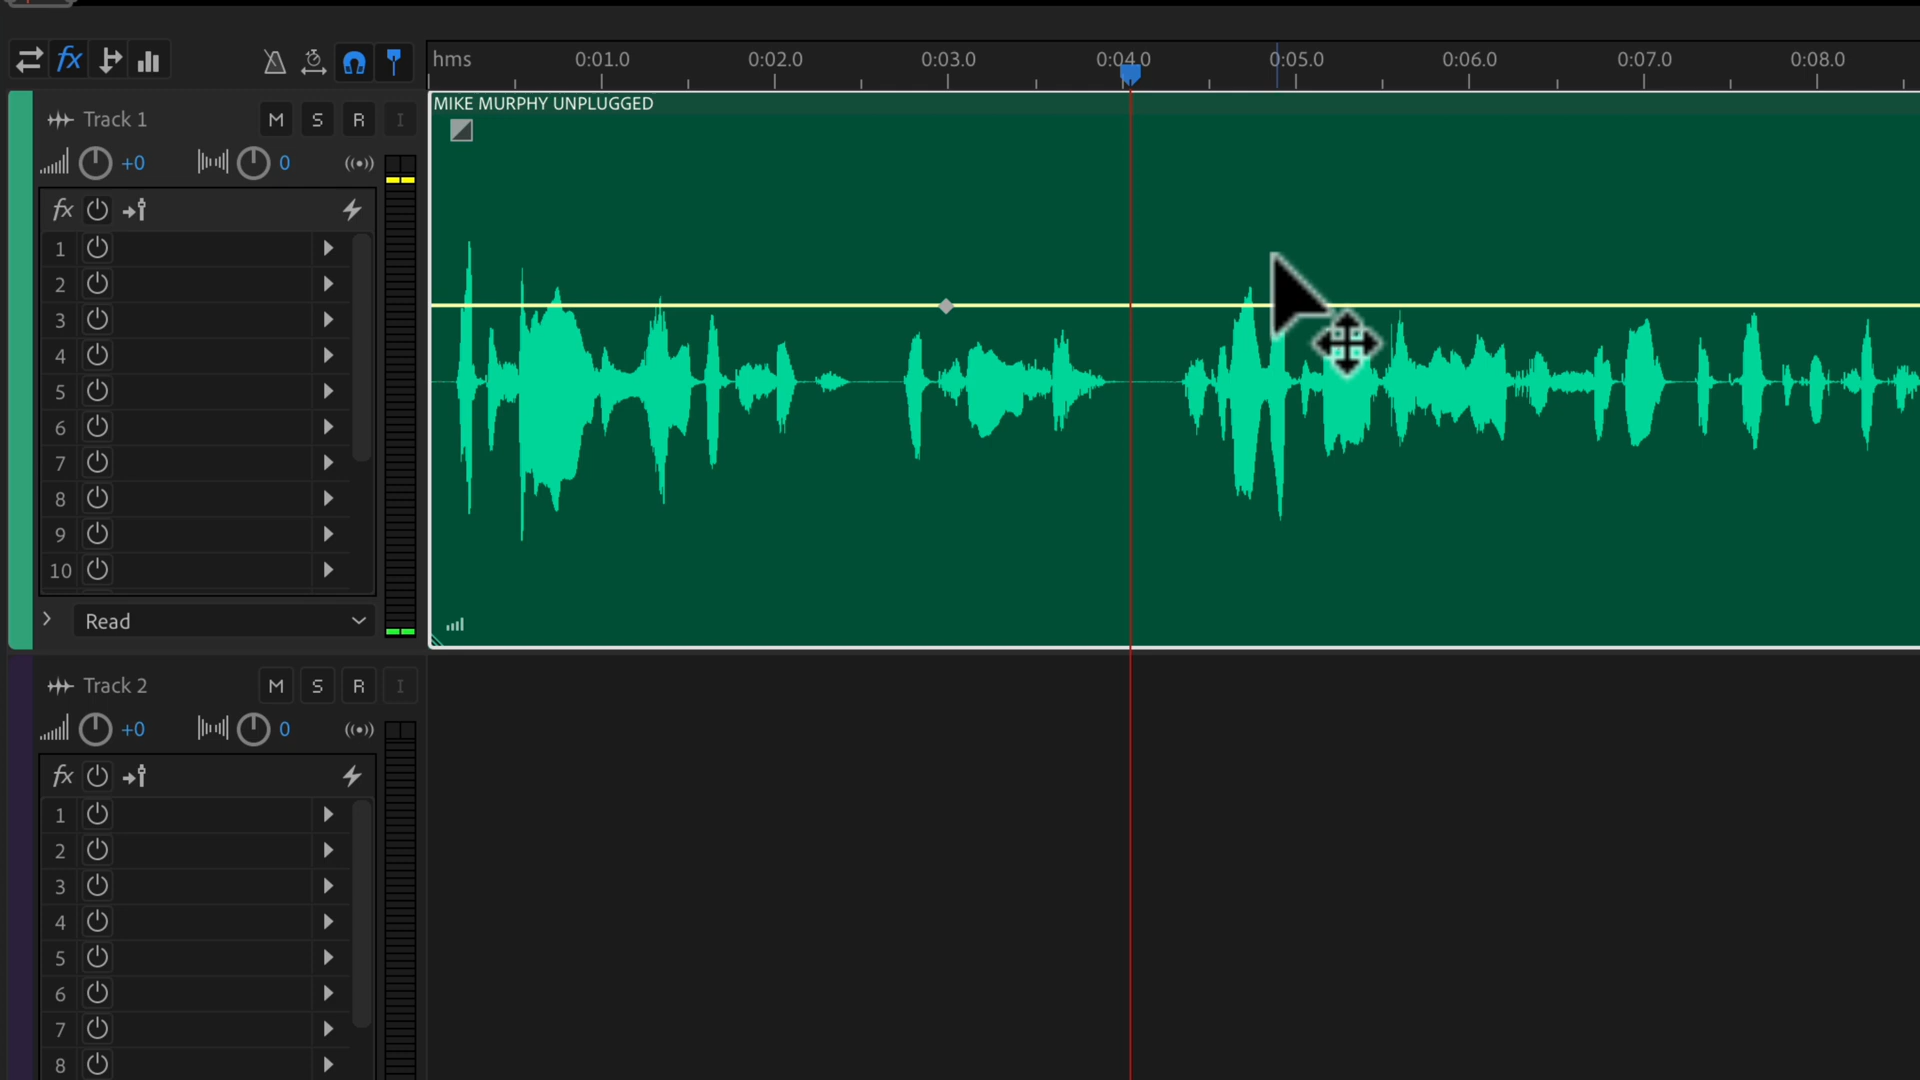 fx
hms 0:01.0 0:02.0 0:03.0 0:04.0 0:05.0 0:06.0 0:07.0 0:08.0
MIKE MURPHY UNPLUGGED
Track 1 M S R I
+0 0
fx
1
2
3
4
5
6
7
8
9
10
Read
Track 2 M S R I
+0 0
fx
1
2
3
4
5
6
7
8